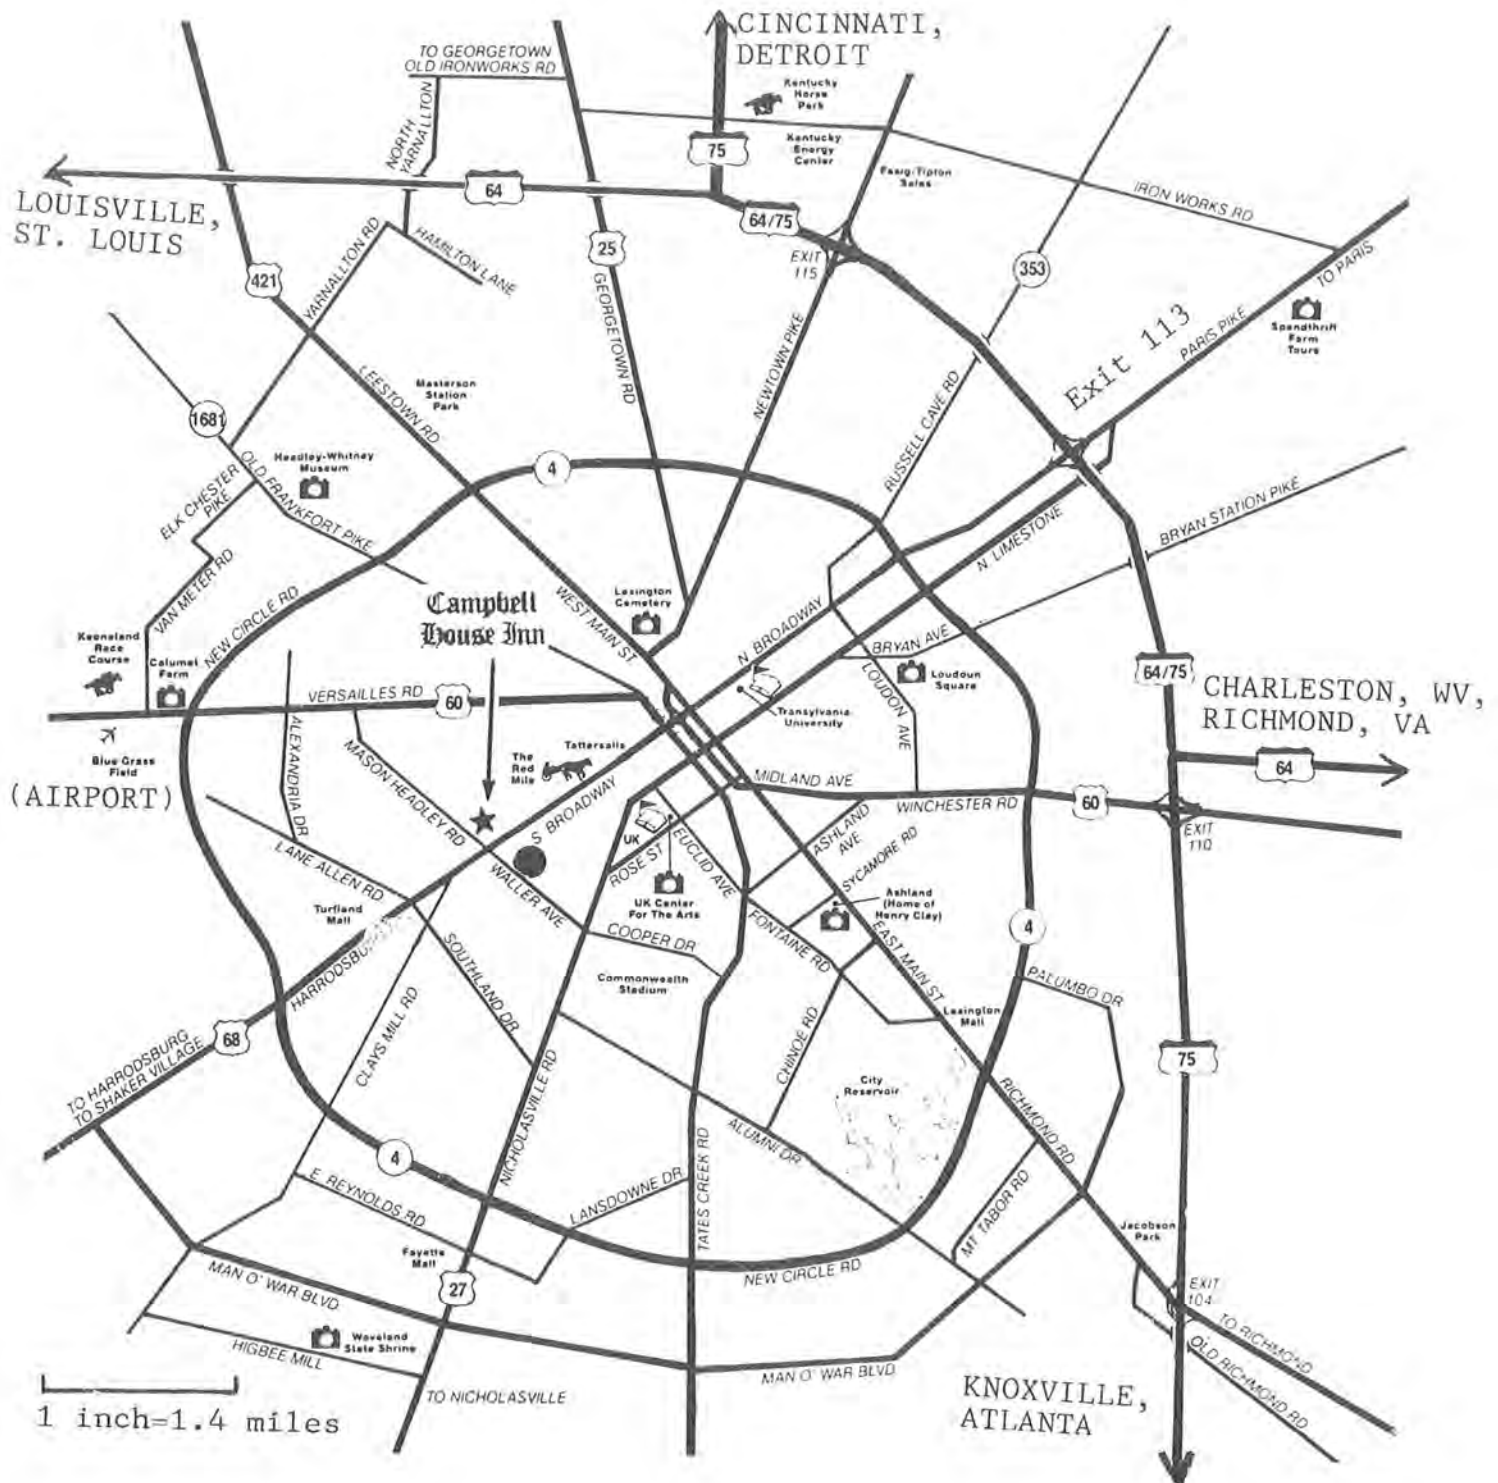 CINCINNATI,
DETROIT
TO GEORGETOWN
OLD IRONWORKS RD
Kentucky
Horse
Park
NORTH
YARNALLTON
75
Kentucky
Energy
Center
Fasig-Tipton
Sales
64
IRON WORKS RD
LOUISVILLE,
ST. LOUIS
64/75
YARNALLTON RD
HAMILTON LANE
25
EXIT
115
353
TO PARIS
421
GEORGETOWN RD
Exit 113
PARIS PIKE
Spendthrift
Farm
Tours
NEWTOWN PIKE
LEESTOWN RD
Masterson
Station
Park
RUSSELL CAVE RD
1681
OLD FRANKFORT PIKE
Headley-Whitney
Museum
4
ELK CHESTER
PIKE
BRYAN STATION PIKE
N LIMESTONE
VAN METER RD
NEW CIRCLE RD
Campbell
House Inn
WEST MAIN ST.
Lexington
Cemetery
N BROADWAY
BRYAN AVE
Keeneland
Race
Course
Calumet
Farm
LOUDON AVE
Loudoun
Square
64/75
CHARLESTON, WV,
RICHMOND, VA
VERSAILLES RD
60
Transylvania
University
ALEXANDRIA DR
MASON HEADLEY RD
The
Red
Mile
Tattersalls
Blue Grass
Field
(AIRPORT)
MIDLAND AVE
64
WINCHESTER RD
60
S BROADWAY
EXIT
110
UK
EUCLID AVE
ASHLAND
AVE
SYCAMORE RD
LANE ALLEN RD
ROSE ST
WALLER AVE
UK Center
For The Arts
Ashland
(Home of
Henry Clay)
Turfland
Mall
FONTAINE RD
EAST MAIN ST.
4
HARRODSBU
SOUTHLAND DR
COOPER DR
Commonwealth
Stadium
PALUMBO DR
CLAYS MILL RD
CHINOE RD
Lexington
Mall
68
TO HARRODSBURG
TO SHAKER VILLAGE
NICHOLASVILLE RD
City
Reservoir
75
RICHMOND RD
ALUMNI DR
4
TATES CREEK RD
E. REYNOLDS RD
LANSDOWNE DR
MT TABOR RD
Jacobson
Park
Fayette
Mall
27
NEW CIRCLE RD
MAN O' WAR BLVD
EXIT
104
TO RICHMOND
OLD RICHMOND RD
Waveland
State Shrine
HIGBEE MILL
MAN O' WAR BLVD
TO NICHOLASVILLE
KNOXVILLE,
ATLANTA
1 inch=1.4 miles